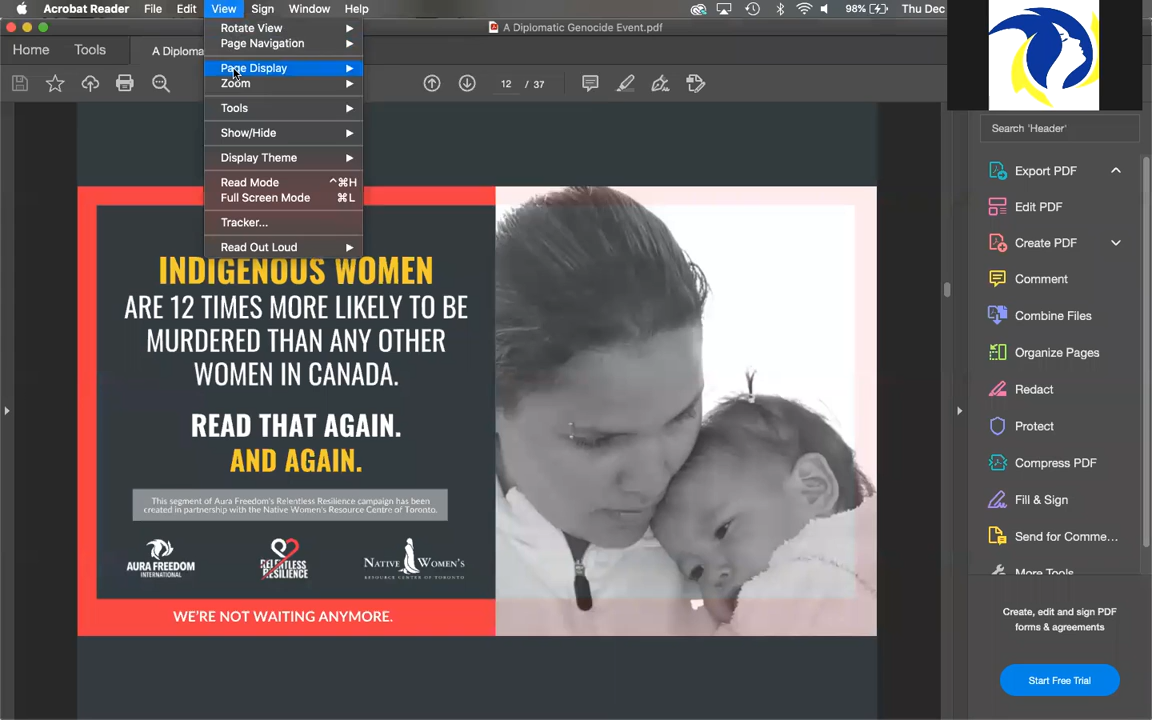 Acrobat Reader File Edit View Sign Window Help 98% Thu Dec
A Diplomatic Genocide Event.pdf
Home Tools A Diploma
12 / 37
Rotate View
Page Navigation
Page Display
Zoom
Tools
Show/Hide
Display Theme
Read Mode ^⌘H
Full Screen Mode ⌘L
Tracker...
Read Out Loud
INDIGENOUS WOMEN
ARE 12 TIMES MORE LIKELY TO BE
MURDERED THAN ANY OTHER
WOMEN IN CANADA.
READ THAT AGAIN.
AND AGAIN.
This segment of Aura Freedom's Relentless Resilience campaign has been
created in partnership with the Native Women's Resource Centre of Toronto.
AURA FREEDOM
INTERNATIONAL
RELENTLESS
RESILIENCE
NATIVE WOMEN'S
RESOURCE CENTRE OF TORONTO
WE'RE NOT WAITING ANYMORE.
Search 'Header'
Export PDF
Edit PDF
Create PDF
Comment
Combine Files
Organize Pages
Redact
Protect
Compress PDF
Fill & Sign
Send for Comme...
More Tools
Create, edit and sign PDF
forms & agreements
Start Free Trial